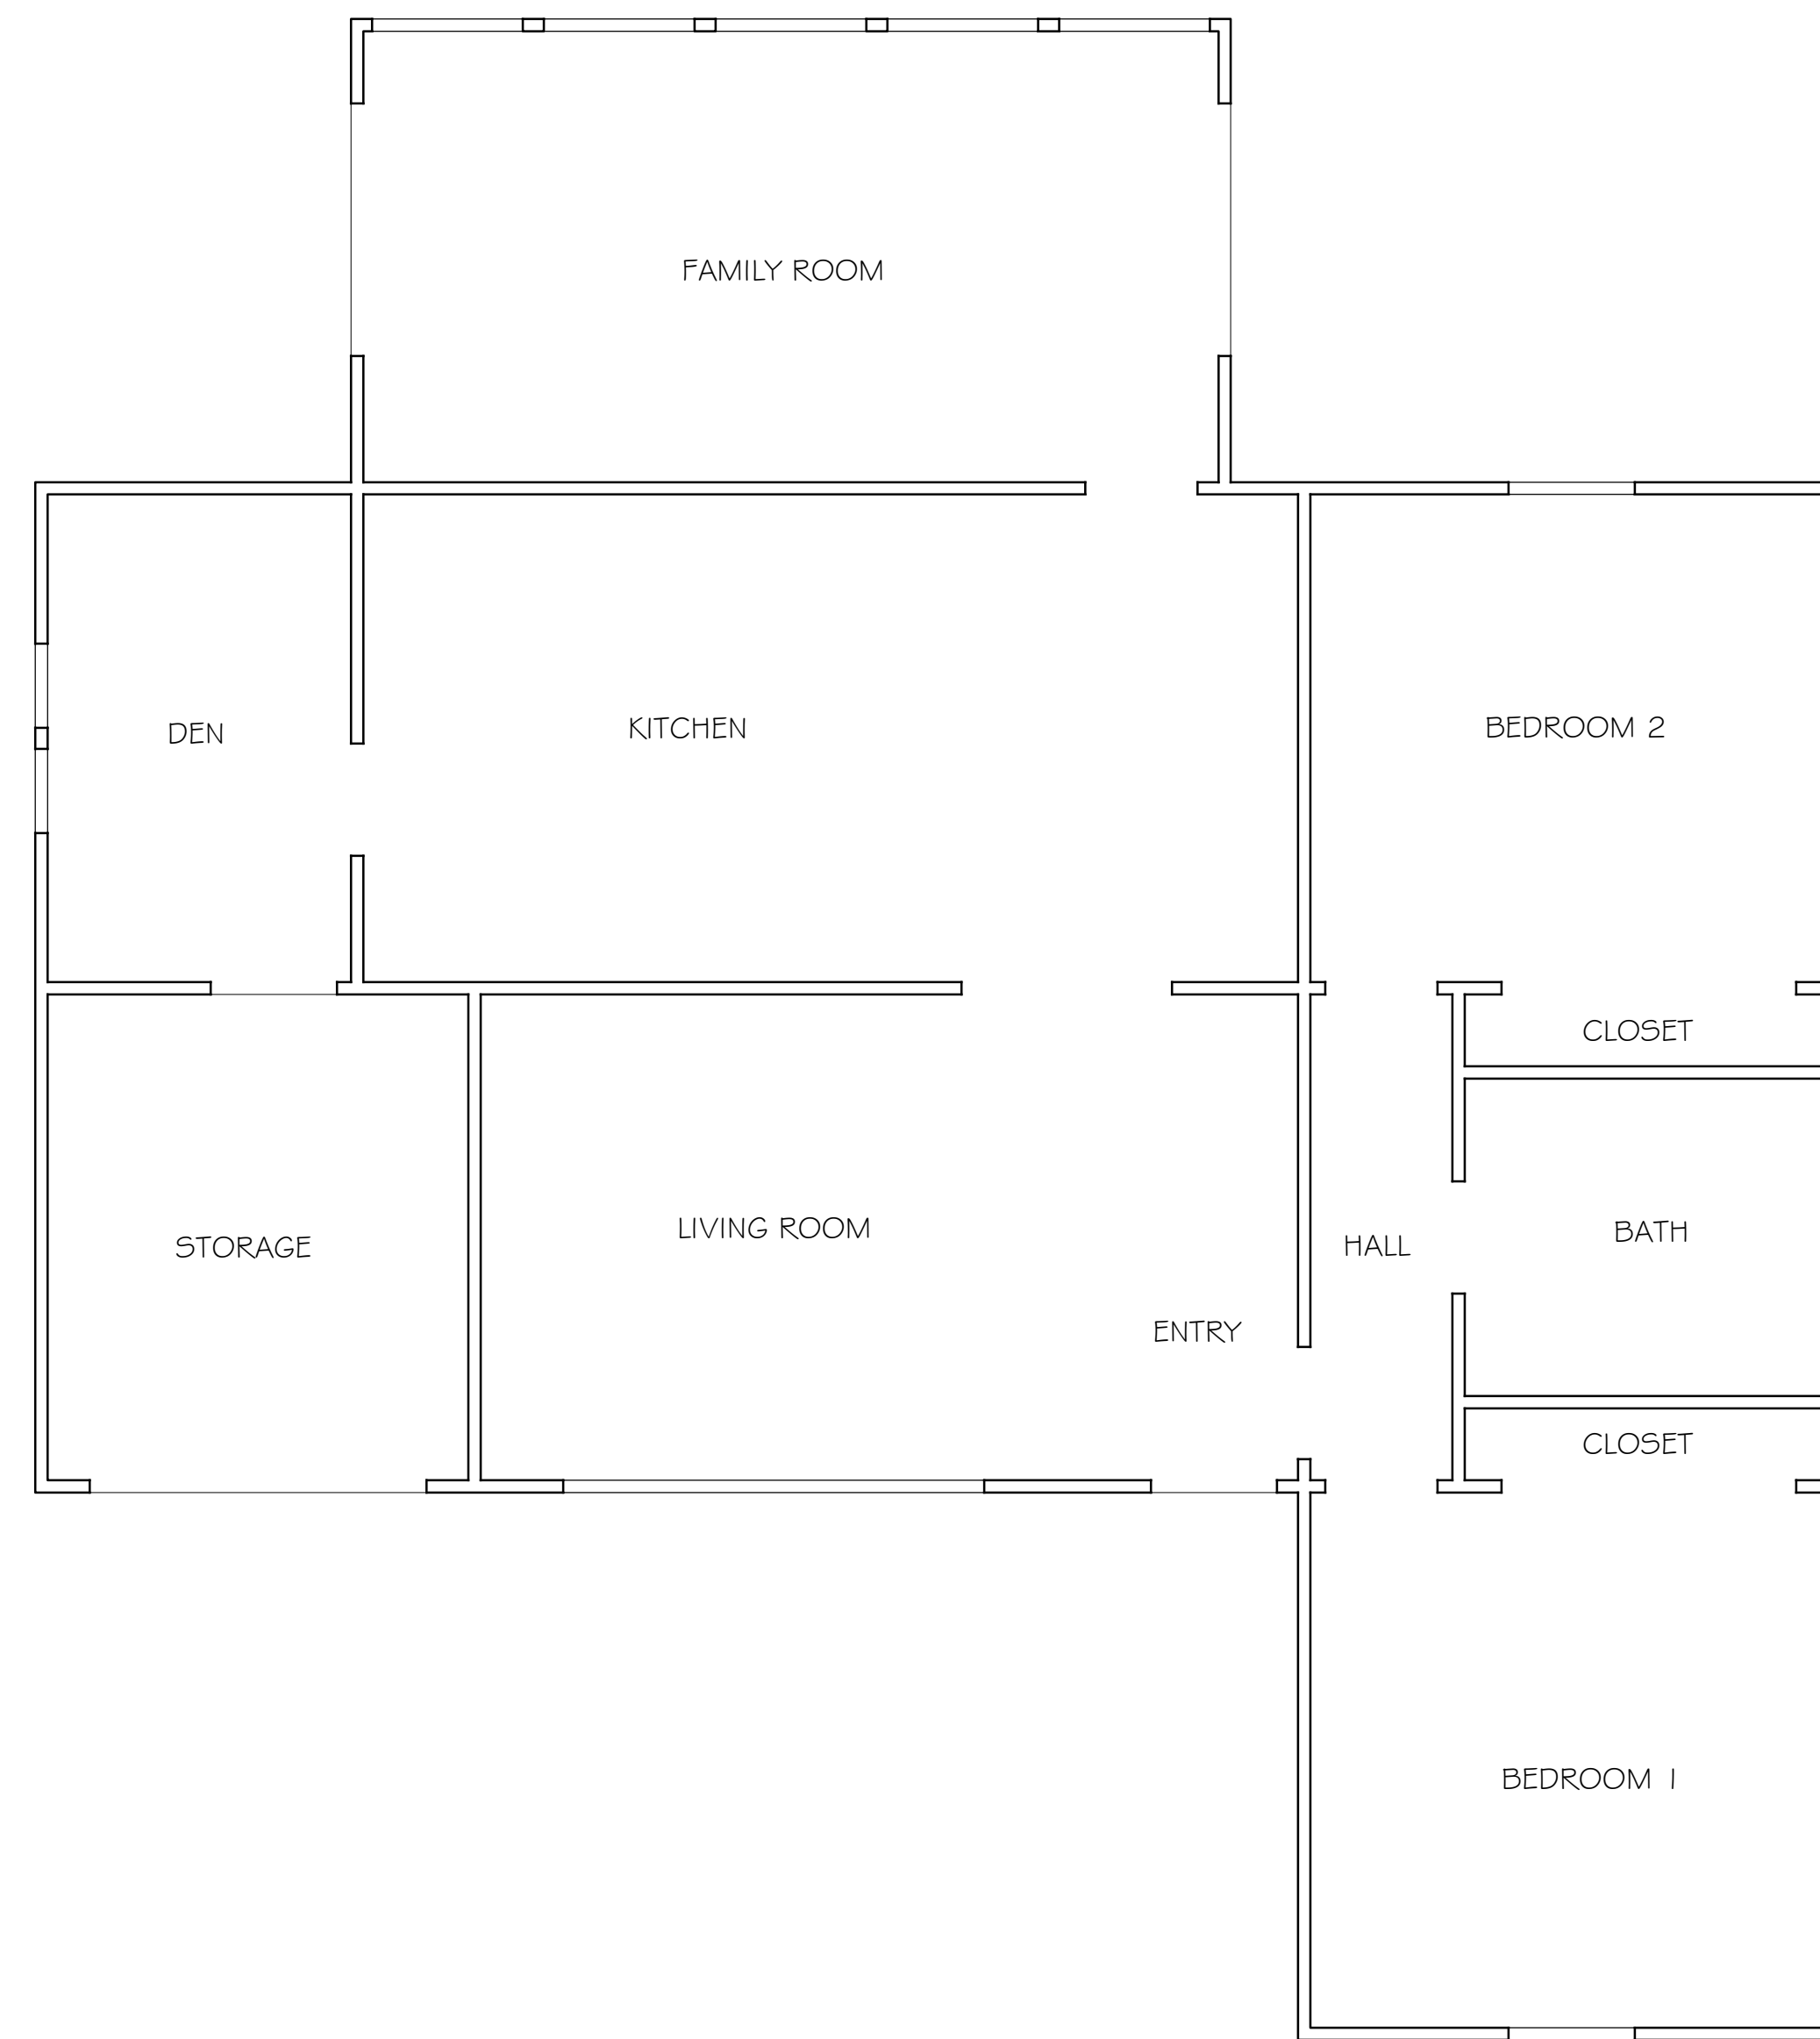 FAMILY ROOM
DEN
KITCHEN
BEDROOM 2
CLOSET
STORAGE
LIVING ROOM
HALL
BATH
ENTRY
CLOSET
BEDROOM 1